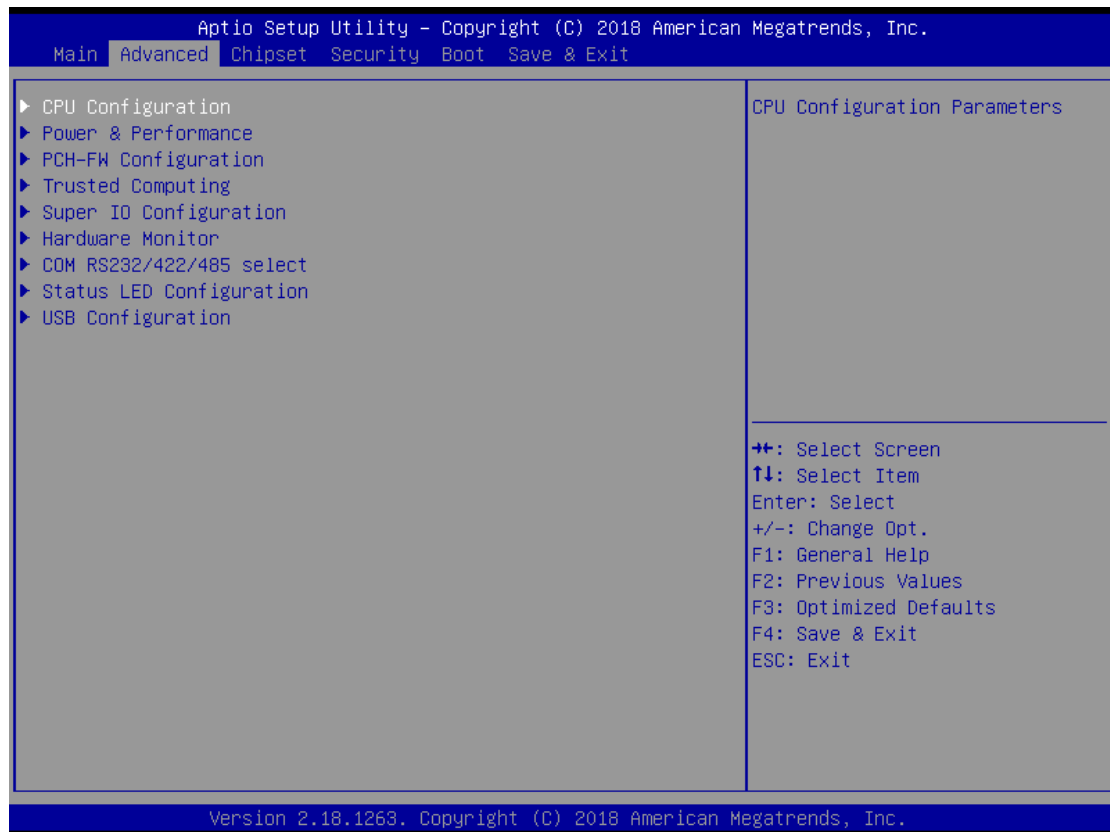 Aptio Setup Utility – Copyright (C) 2018 American Megatrends, Inc.
Main Advanced Chipset Security Boot Save & Exit
▶ CPU Configuration
▶ Power & Performance
▶ PCH-FW Configuration
▶ Trusted Computing
▶ Super IO Configuration
▶ Hardware Monitor
▶ COM RS232/422/485 select
▶ Status LED Configuration
▶ USB Configuration
CPU Configuration Parameters
→←: Select Screen
↑↓: Select Item
Enter: Select
+/-: Change Opt.
F1: General Help
F2: Previous Values
F3: Optimized Defaults
F4: Save & Exit
ESC: Exit
Version 2.18.1263. Copyright (C) 2018 American Megatrends, Inc.